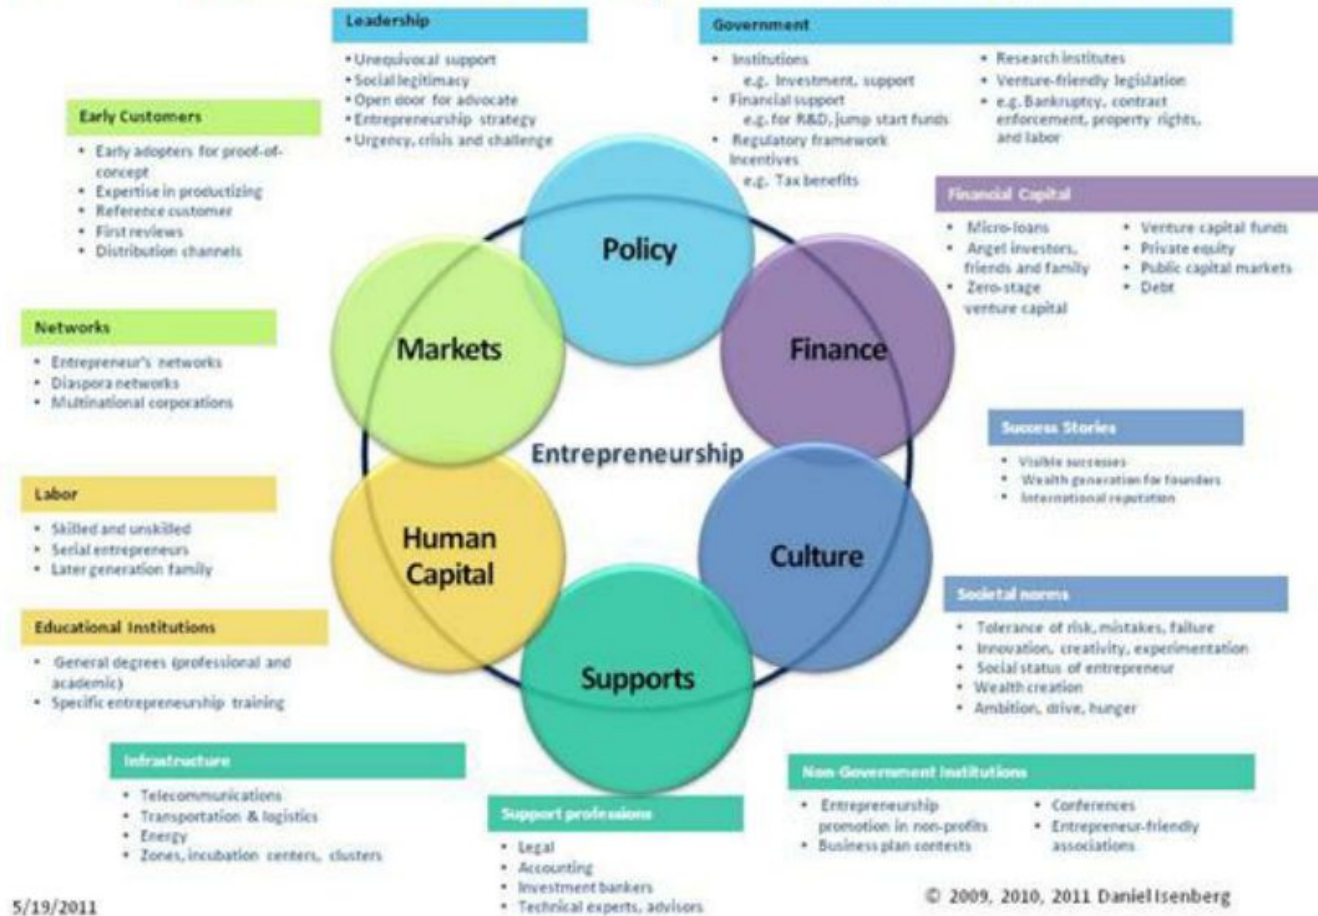 Leadership
• Unequivocal support
• Social legitimacy
• Open door for advocate
• Entrepreneurship strategy
• Urgency, crisis and challenge
Government
• Institutions
e.g. Investment, support
• Financial support
e.g. for R&D, jump start funds
• Regulatory framework
Incentives
e.g. Tax benefits
• Research institutes
• Venture-friendly legislation
• e.g. Bankruptcy, contract
enforcement, property rights,
and labor
Early Customers
• Early adopters for proof-of-
concept
• Expertise in productizing
• Reference customer
• First reviews
• Distribution channels
Financial Capital
• Micro-loans
• Angel investors,
friends and family
• Zero-stage
venture capital
• Venture capital funds
• Private equity
• Public capital markets
• Debt
Networks
• Entrepreneur's networks
• Diaspora networks
• Multinational corporations
Policy
Markets
Finance
Entrepreneurship
Human
Capital
Culture
Supports
Success Stories
• Visible successes
• Wealth generation for founders
• International reputation
Labor
• Skilled and unskilled
• Serial entrepreneurs
• Later generation family
Societal norms
• Tolerance of risk, mistakes, failure
• Innovation, creativity, experimentation
• Social status of entrepreneur
• Wealth creation
• Ambition, drive, hunger
Educational Institutions
• General degrees (professional and
academic)
• Specific entrepreneurship training
Infrastructure
• Telecommunications
• Transportation & logistics
• Energy
• Zones, incubation centers, clusters
Support professions
• Legal
• Accounting
• Investment bankers
• Technical experts, advisors
Non-Government Institutions
• Entrepreneurship
promotion in non-profits
• Business plan contests
• Conferences
• Entrepreneur-friendly
associations
5/19/2011
© 2009, 2010, 2011 Daniel Isenberg